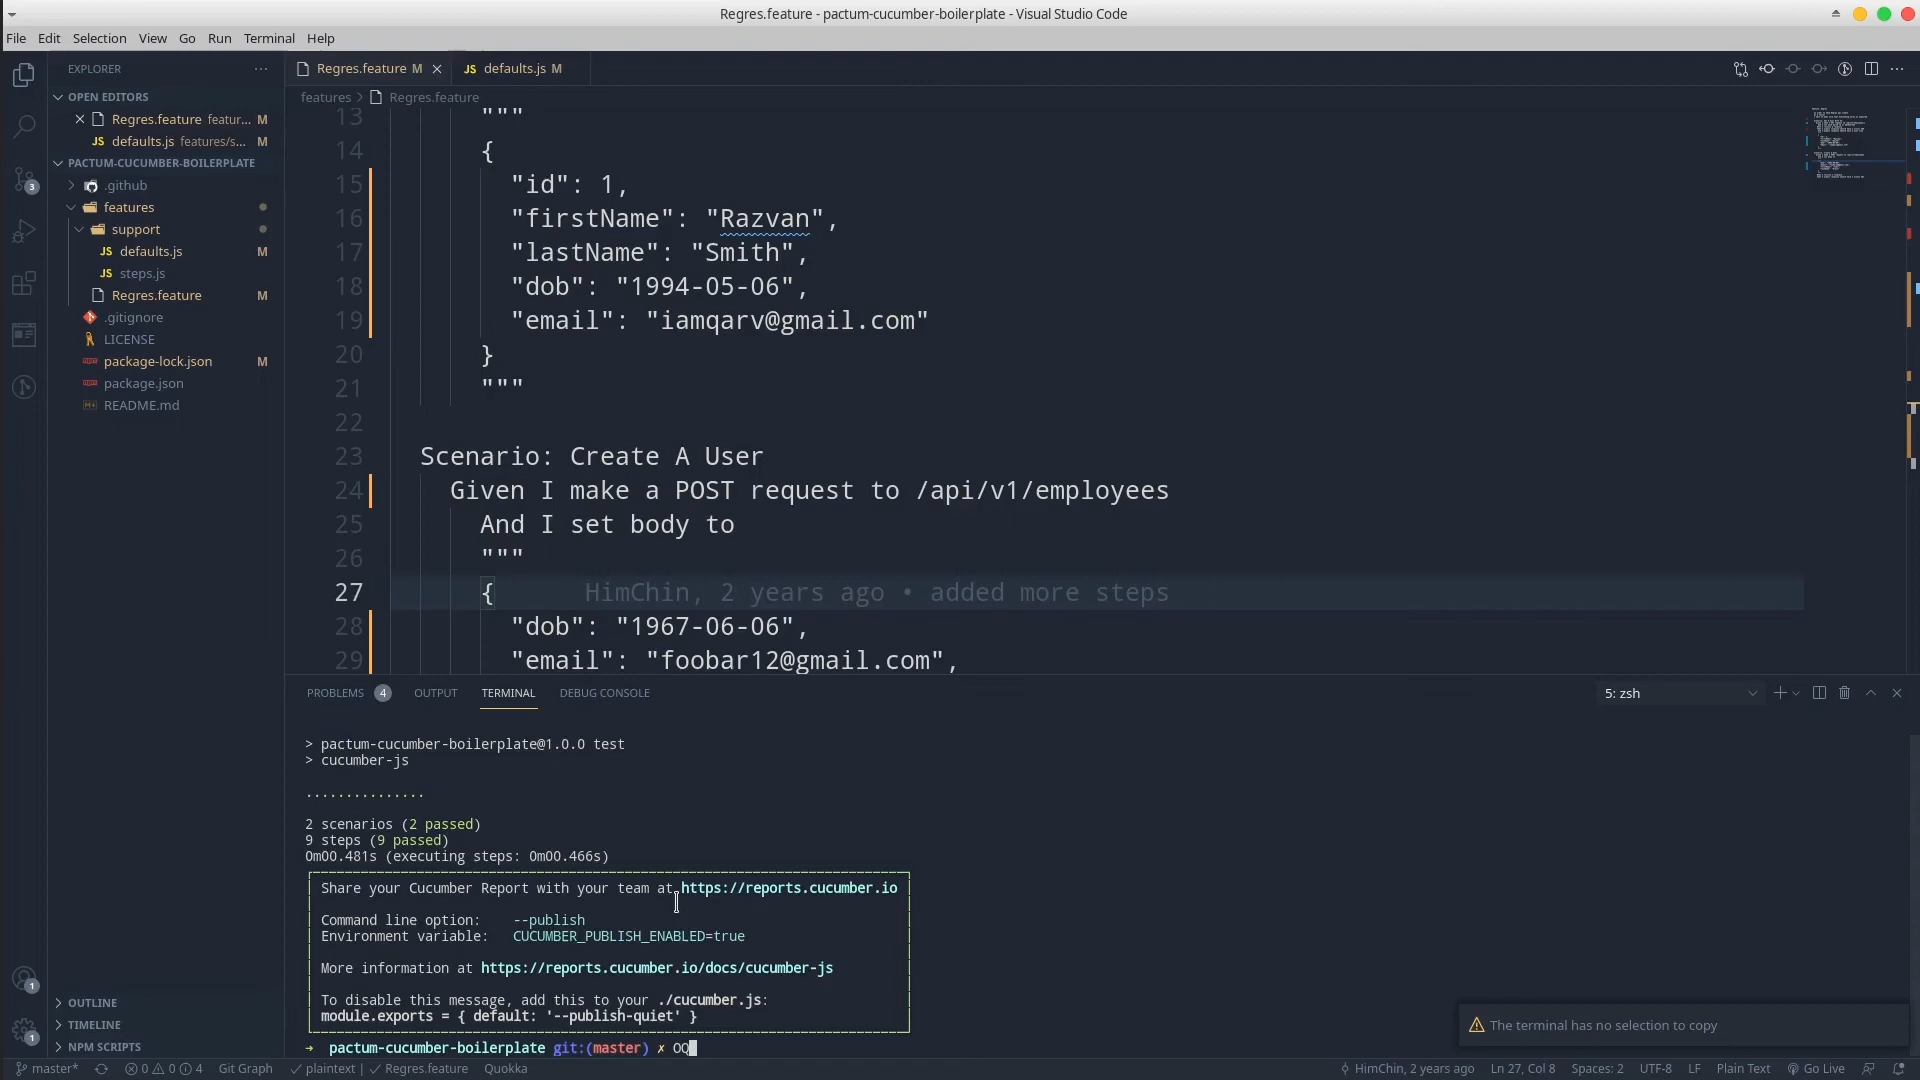 Regres.feature - pactum-cucumber-boilerplate - Visual Studio Code
File Edit Selection View Go Run Terminal Help
EXPLORER
Regres.feature M
JS defaults.js M
OPEN EDITORS
features > Regres.feature
Regres.feature featur... M
JS defaults.js features/s... M
PACTUM-CUCUMBER-BOILERPLATE
.github
features
support
JS defaults.js M
JS steps.js
Regres.feature M
.gitignore
LICENSE
package-lock.json M
package.json
README.md
3
13 """
14 {
15 "id": 1,
16 "firstName": "Razvan",
17 "lastName": "Smith",
18 "dob": "1994-05-06",
19 "email": "iamqarv@gmail.com"
20 }
21 """
22
23 Scenario: Create A User
24 Given I make a POST request to /api/v1/employees
25 And I set body to
26 """
27 { HimChin, 2 years ago • added more steps
28 "dob": "1967-06-06",
29 "email": "foobar12@gmail.com",
PROBLEMS 4 OUTPUT TERMINAL DEBUG CONSOLE
5: zsh
> pactum-cucumber-boilerplate@1.0.0 test
> cucumber-js
...............
2 scenarios (2 passed)
9 steps (9 passed)
0m00.481s (executing steps: 0m00.466s)
Share your Cucumber Report with your team at https://reports.cucumber.io
Command line option: --publish
Environment variable: CUCUMBER_PUBLISH_ENABLED=true
More information at https://reports.cucumber.io/docs/cucumber-js
To disable this message, add this to your ./cucumber.js:
module.exports = { default: '--publish-quiet' }
→ pactum-cucumber-boilerplate git:(master) ✗ OQ
The terminal has no selection to copy
1
1
OUTLINE
TIMELINE
NPM SCRIPTS
master* 0 0 4 Git Graph ✓ plaintext | ✓ Regres.feature Quokka
HimChin, 2 years ago Ln 27, Col 8 Spaces: 2 UTF-8 LF Plain Text Go Live